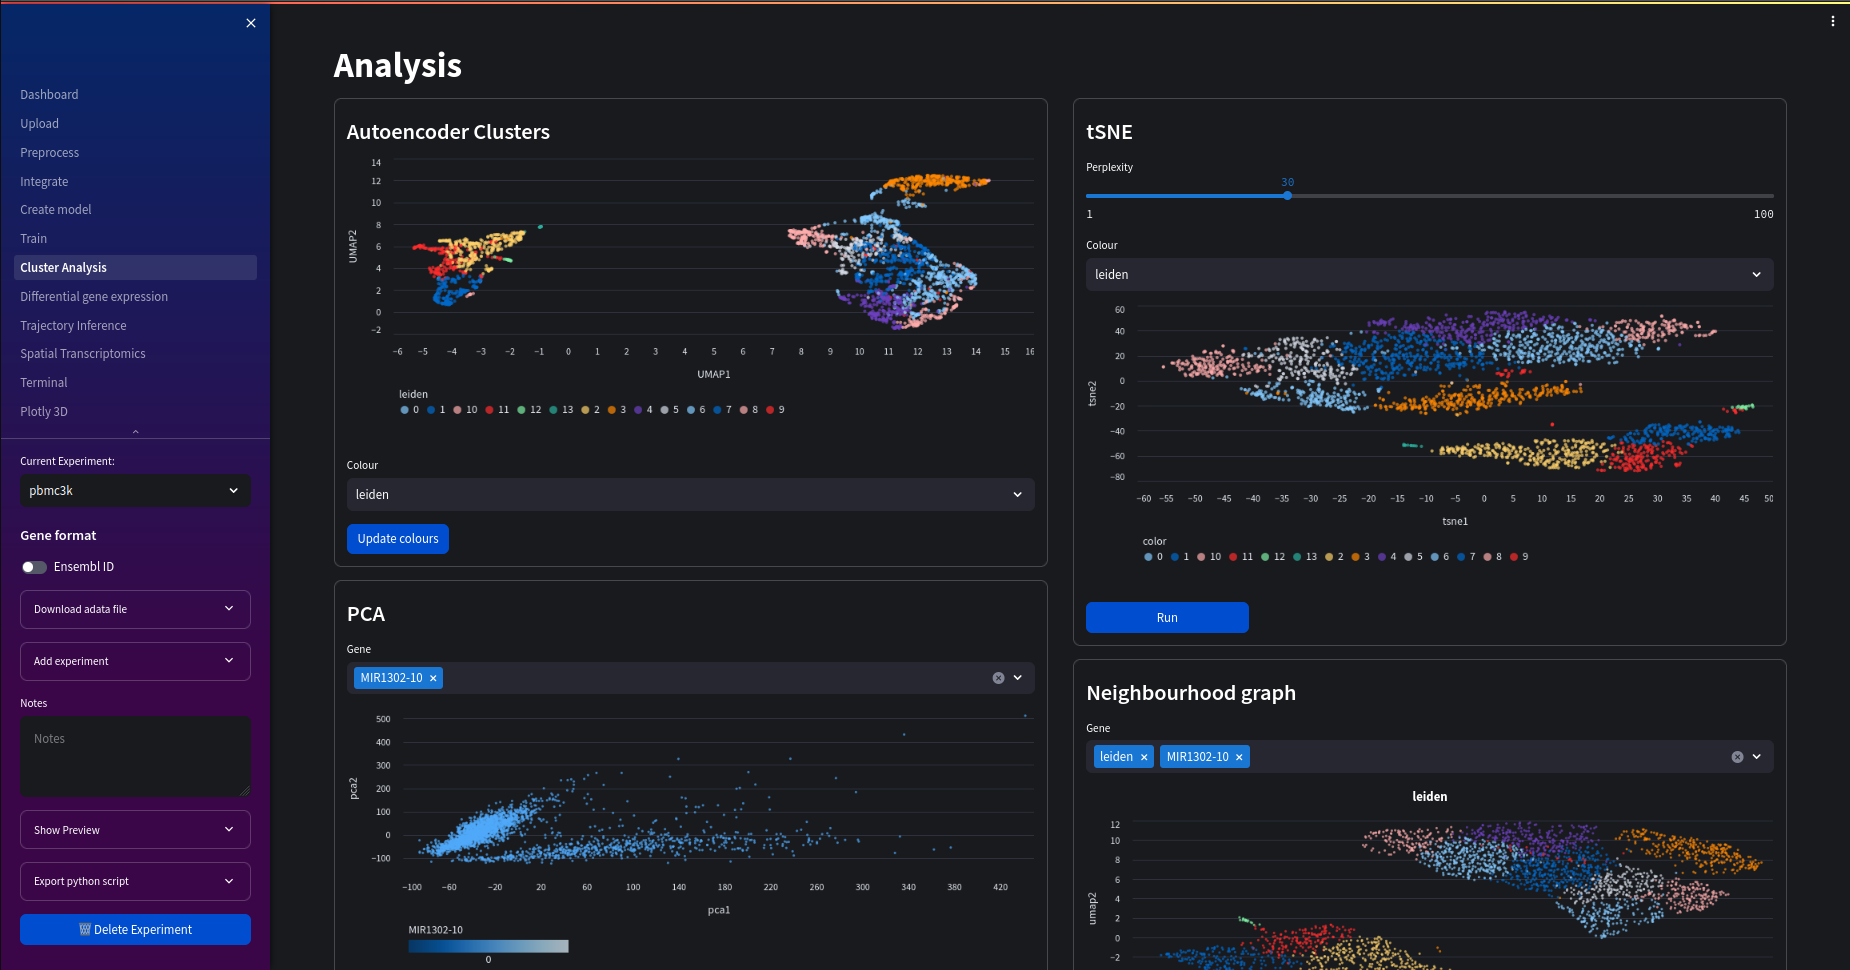 Dashboard
Upload
Preprocess
Integrate
Create model
Train
Cluster Analysis
Differential gene expression
Trajectory Inference
Spatial Transcriptomics
Terminal
Plotly 3D
Current Experiment:
pbmc3k
Gene format
Ensembl ID
Download adata file
Add experiment
Notes
Notes
Show Preview
Export python script
Delete Experiment
Analysis
Autoencoder Clusters
14
12
10
8
6
4
2
0
−2
UMAP2
−6 −5 −4 −3 −2 −1 0 1 2 3 4 5 6 7 8 9 10 11 12 13 14 15 16
UMAP1
leiden
0 1 10 11 12 13 2 3 4 5 6 7 8 9
Colour
leiden
Update colours
PCA
Gene
MIR1302-10
500
400
300
200
100
0
−100
pca2
−100 −60 −20 20 60 100 140 180 220 260 300 340 380 420
pca1
MIR1302-10
0
tSNE
Perplexity
30
1 100
Colour
leiden
60
40
20
0
−20
−40
−60
−80
tsne2
−60 −55 −50 −45 −40 −35 −30 −25 −20 −15 −10 −5 0 5 10 15 20 25 30 35 40 45 50
tsne1
color
0 1 10 11 12 13 2 3 4 5 6 7 8 9
Run
Neighbourhood graph
Gene
leiden MIR1302-10
leiden
12
10
8
6
4
2
0
−2
umap2